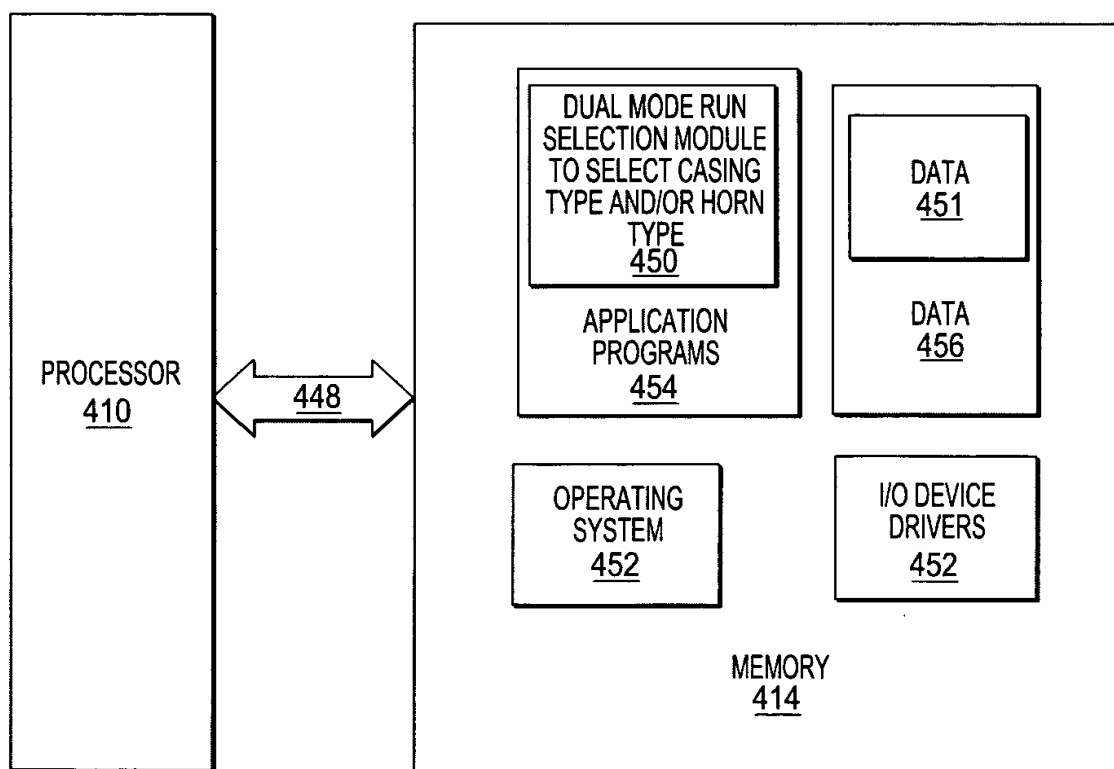 PROCESSOR
410
448
DUAL MODE RUN
SELECTION MODULE
TO SELECT CASING
TYPE AND/OR HORN
TYPE
450
APPLICATION
PROGRAMS
454
DATA
451
DATA
456
OPERATING
SYSTEM
452
I/O DEVICE
DRIVERS
452
MEMORY
414